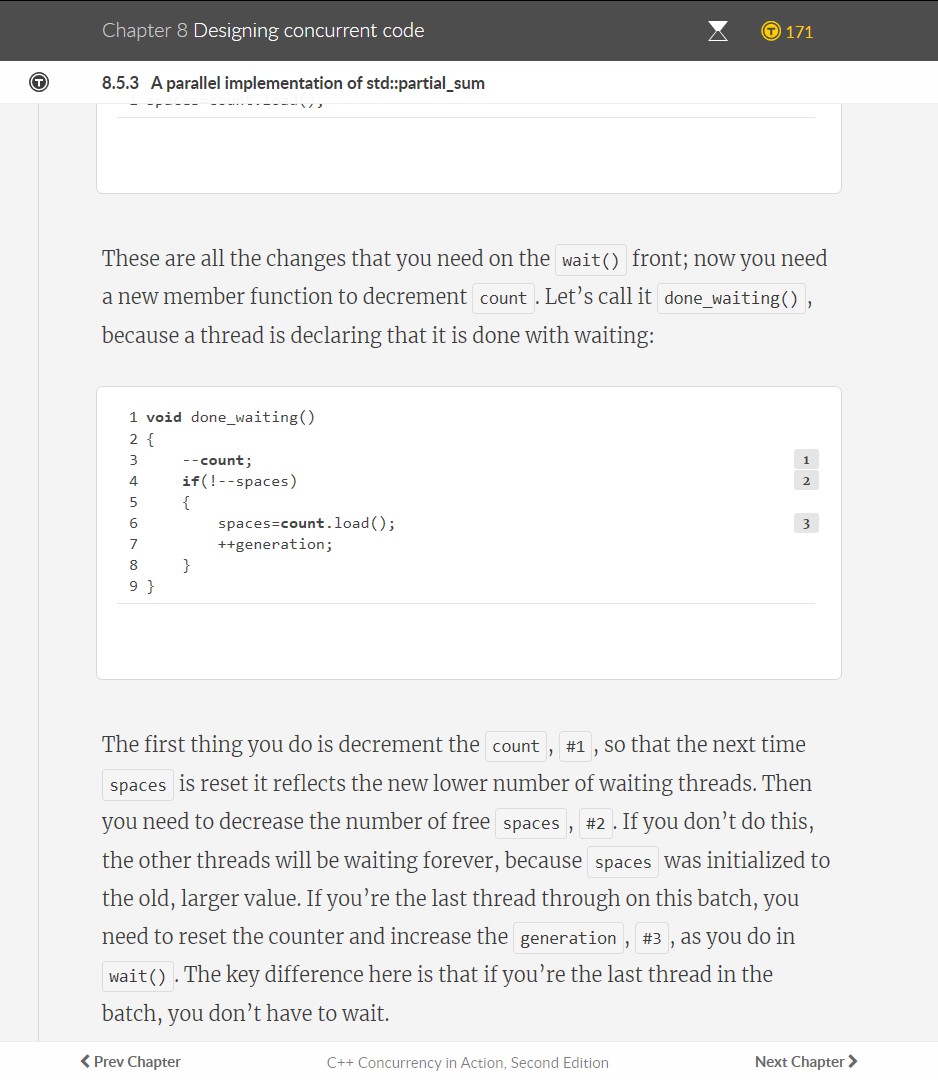 Chapter 8 Designing concurrent code
171
8.5.3 A parallel implementation of std::partial_sum
These are all the changes that you need on the wait() front; now you need
a new member function to decrement count. Let’s call it done_waiting(),
because a thread is declaring that it is done with waiting:
1 void done_waiting()
2 {
3     --count; 1
4     if(!--spaces) 2
5     {
6         spaces=count.load(); 3
7         ++generation;
8     }
9 }
The first thing you do is decrement the count, #1, so that the next time
spaces is reset it reflects the new lower number of waiting threads. Then
you need to decrease the number of free spaces, #2. If you don’t do this,
the other threads will be waiting forever, because spaces was initialized to
the old, larger value. If you’re the last thread through on this batch, you
need to reset the counter and increase the generation, #3, as you do in
wait(). The key difference here is that if you’re the last thread in the
batch, you don’t have to wait.
Prev Chapter
C++ Concurrency in Action, Second Edition
Next Chapter